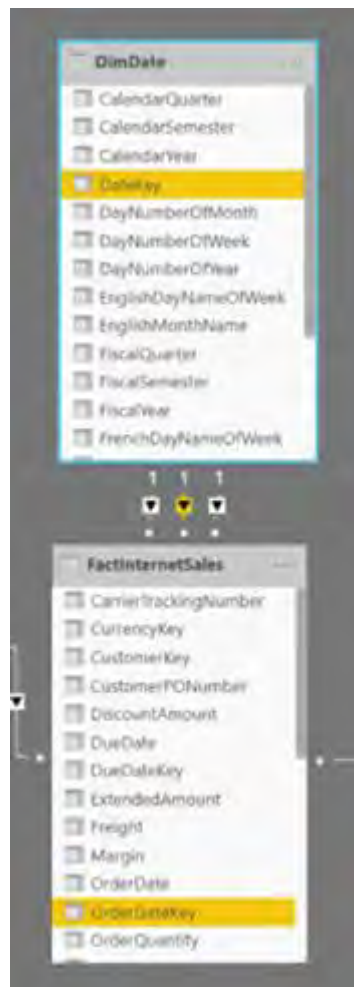 DimDate
CalendarQuarter
CalendarSemester
CalendarYear
DateKey
DayNumberOfMonth
DayNumberOfWeek
DayNumberOfYear
EnglishDayNameOfWeek
EnglishMonthName
FiscalQuarter
FiscalSemester
FiscalYear
FrenchDayNameOfWeek
1 1 1
* * *
FactInternetSales
CarrierTrackingNumber
CurrencyKey
CustomerKey
CustomerPONumber
DiscountAmount
DueDate
DueDateKey
ExtendedAmount
Freight
Margin
OrderDate
OrderDateKey
OrderQuantity